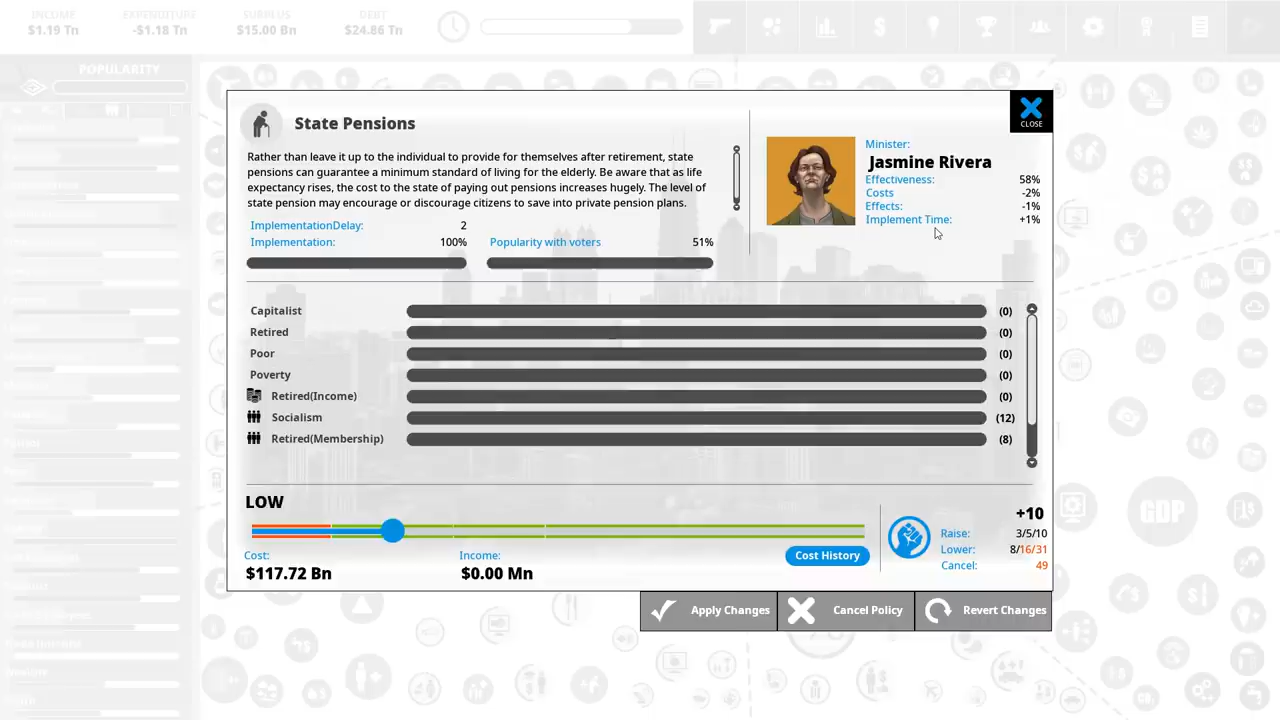 INCOME
EXPENDITURE
SURPLUS
DEBT
$1.19 Tn
-$1.18 Tn
$15.00 Bn
$24.86 Tn
POPULARITY
CLOSE
State Pensions
Rather than leave it up to the individual to provide for themselves after retirement, state
pensions can guarantee a minimum standard of living for the elderly. Be aware that as life
expectancy rises, the cost to the state of paying out pensions increases hugely. The level of
state pension may encourage or discourage citizens to save into private pension plans.
ImplementationDelay: 2
Implementation: 100%
Popularity with voters 51%
Minister:
Jasmine Rivera
Effectiveness: 58%
Costs -2%
Effects: -1%
Implement Time: +1%
Capitalist (0)
Retired (0)
Poor (0)
Poverty (0)
Retired(Income) (0)
Socialism (12)
Retired(Membership) (8)
LOW
Cost:
$117.72 Bn
Income:
$0.00 Mn
Cost History
+10
Raise: 3/5/10
Lower: 8/16/31
Cancel: 49
Apply Changes
Cancel Policy
Revert Changes
GDP